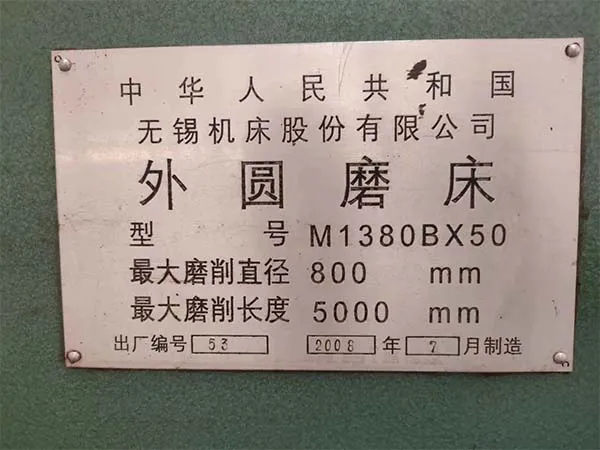 中华人民共和国
无锡机床股份有限公司
外圆磨床
型 号 M1380BX50
最大磨削直径 800 mm
最大磨削长度 5000 mm
出厂编号 53 2008 年 7 月制造